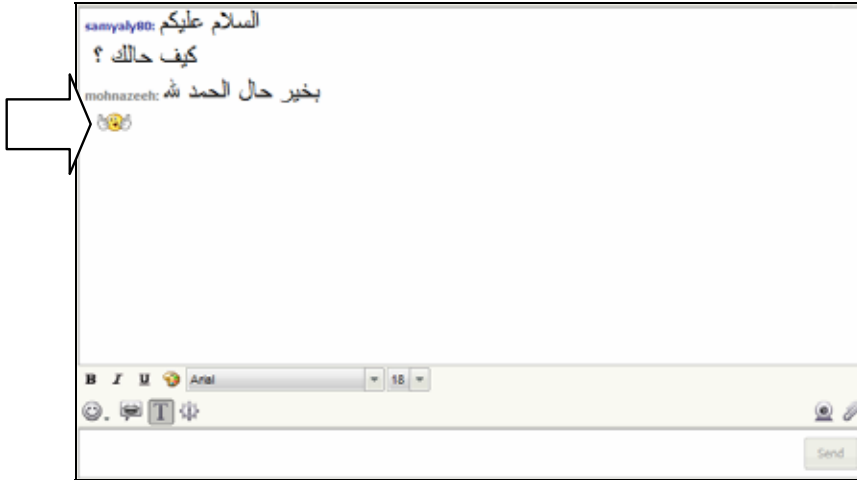 samyaly80: السلام عليكم
كيف حالك ؟
mohnazeeh: بخير حال الحمد لله
B I U Arial 18
T
Send